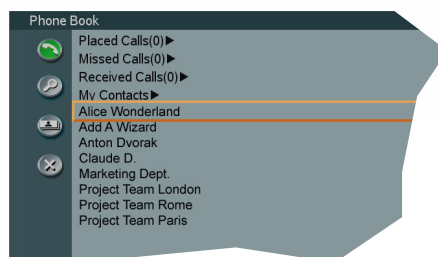 Phone Book
Placed Calls(0)▶
Missed Calls(0)▶
Received Calls(0)▶
My Contacts▶
Alice Wonderland
Add A Wizard
Anton Dvorak
Claude D.
Marketing Dept.
Project Team London
Project Team Rome
Project Team Paris